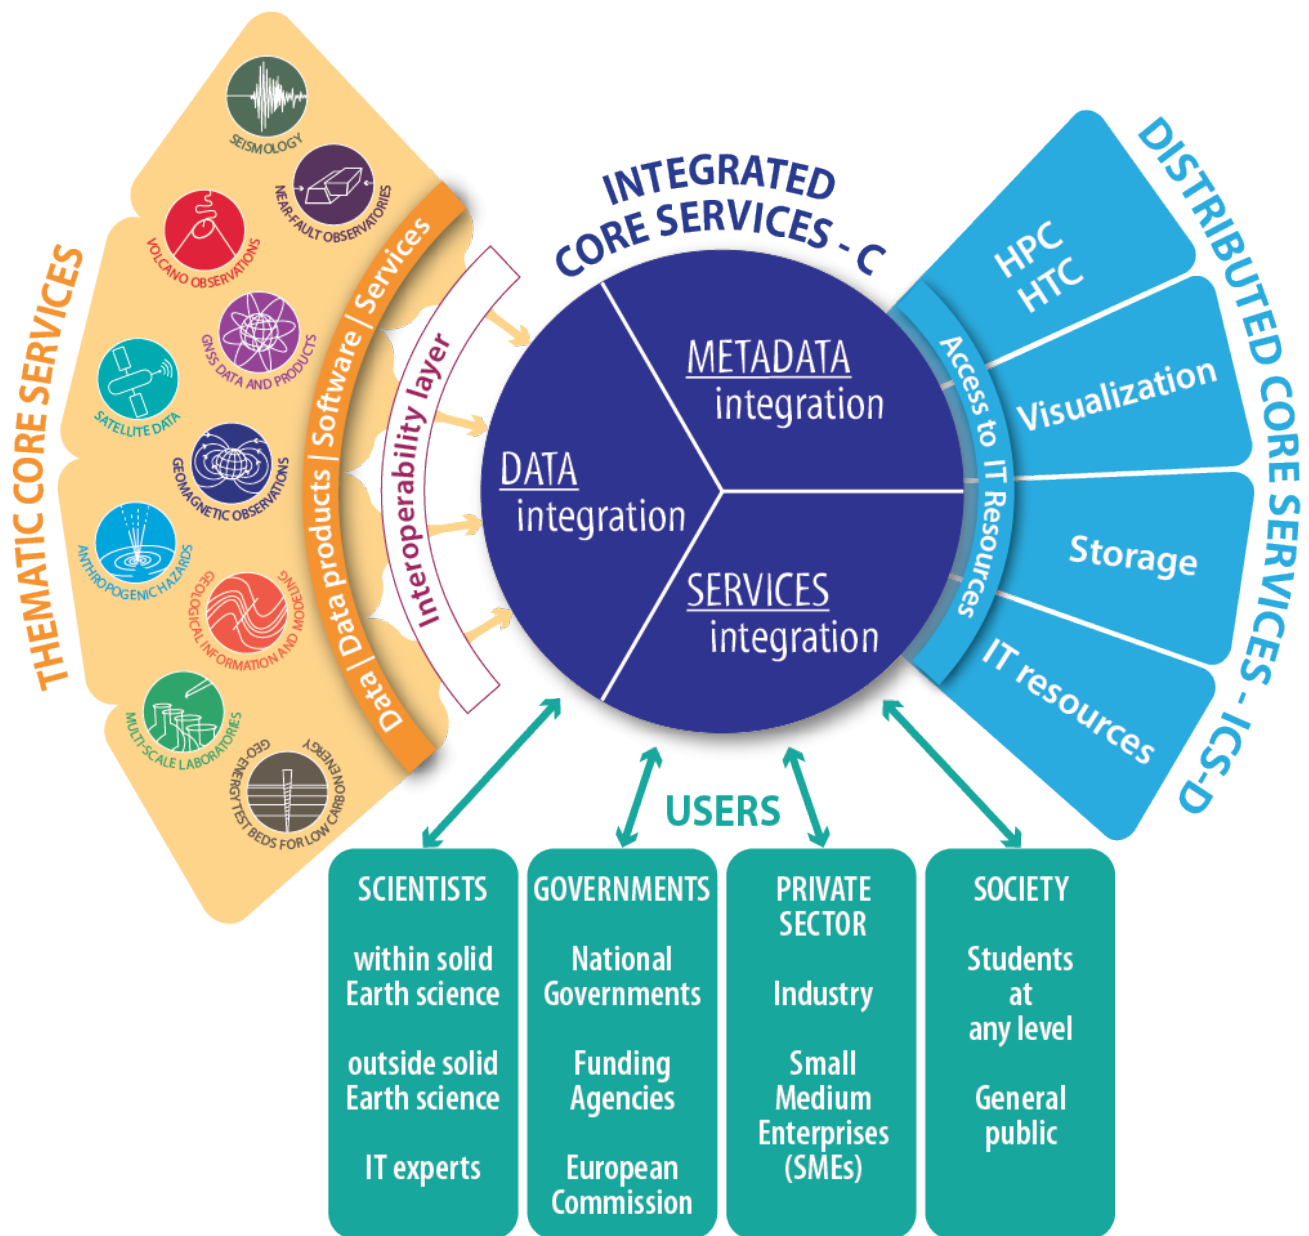 THEMATIC CORE SERVICES
SEISMOLOGY
NEAR-FAULT OBSERVATORIES
VOLCANO OBSERVATIONS
GNSS DATA AND PRODUCTS
SATELLITE DATA
GEOMAGNETIC OBSERVATIONS
ANTHROPOGENIC HAZARDS
GEOLOGICAL INFORMATION AND MODELING
MULTI-SCALE LABORATORIES
GEO-ENERGY TEST BEDS FOR LOW CARBON ENERGY
Data | Data products | Software | Services
Interoperability layer
INTEGRATED
CORE SERVICES - C
METADATA
integration
DATA
integration
SERVICES
integration
Access to IT Resources
HPC
HTC
Visualization
Storage
IT resources
DISTRIBUTED CORE SERVICES - ICS-D
USERS
SCIENTISTS
within solid
Earth science
outside solid
Earth science
IT experts
GOVERNMENTS
National
Governments
Funding
Agencies
European
Commission
PRIVATE
SECTOR
Industry
Small
Medium
Enterprises
(SMEs)
SOCIETY
Students
at
any level
General
public